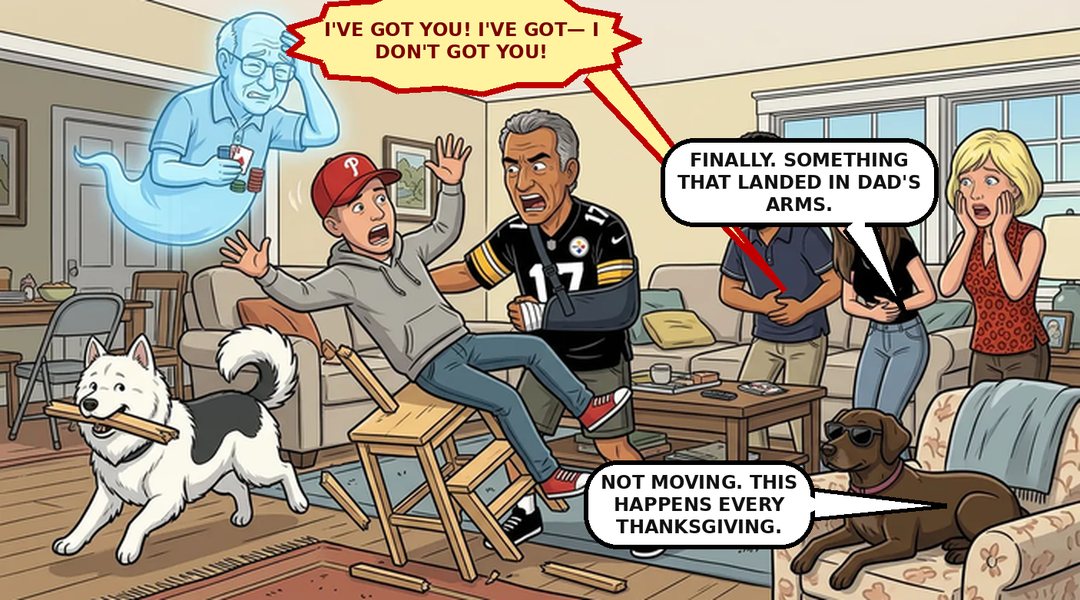 I'VE GOT YOU! I'VE GOT— I
DON'T GOT YOU!
FINALLY. SOMETHING
THAT LANDED IN DAD'S
ARMS.
P
17
17
NOT MOVING. THIS
HAPPENS EVERY
THANKSGIVING.